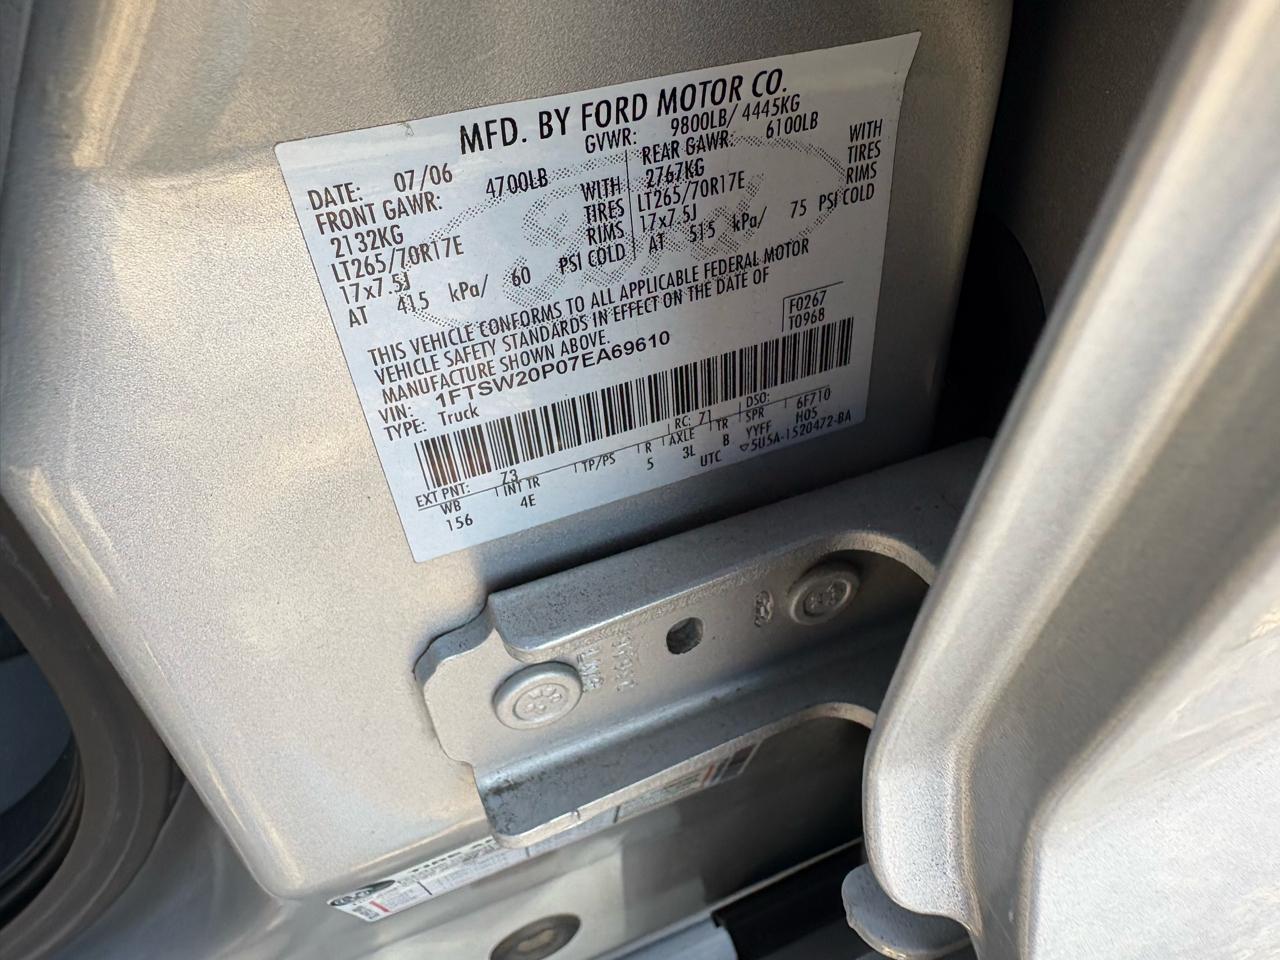 MFD. BY FORD MOTOR CO.
DATE: 07/06 GVWR: 9800LB/ 4445KG
FRONT GAWR: 4700LB REAR GAWR: 6100LB
2132KG WITH 2767KG WITH
LT265/70R17E TIRES LT265/70R17E TIRES
17x7.5J RIMS 17x7.5J RIMS
AT 415 kPa/ 60 PSI COLD AT 515 kPa/ 75 PSI COLD
THIS VEHICLE CONFORMS TO ALL APPLICABLE FEDERAL MOTOR
VEHICLE SAFETY STANDARDS IN EFFECT ON THE DATE OF
MANUFACTURE SHOWN ABOVE.
F0267
T0968
VIN: 1FTSW20P07EA69610
TYPE: Truck
EXT PNT: Z3 RC: 71 DSO: 6F710
WB INT TR TP/PS R AXLE TR SPR H05
156 4E 5 3L B YYFF
UTC ▽5U5A-1520472-BA